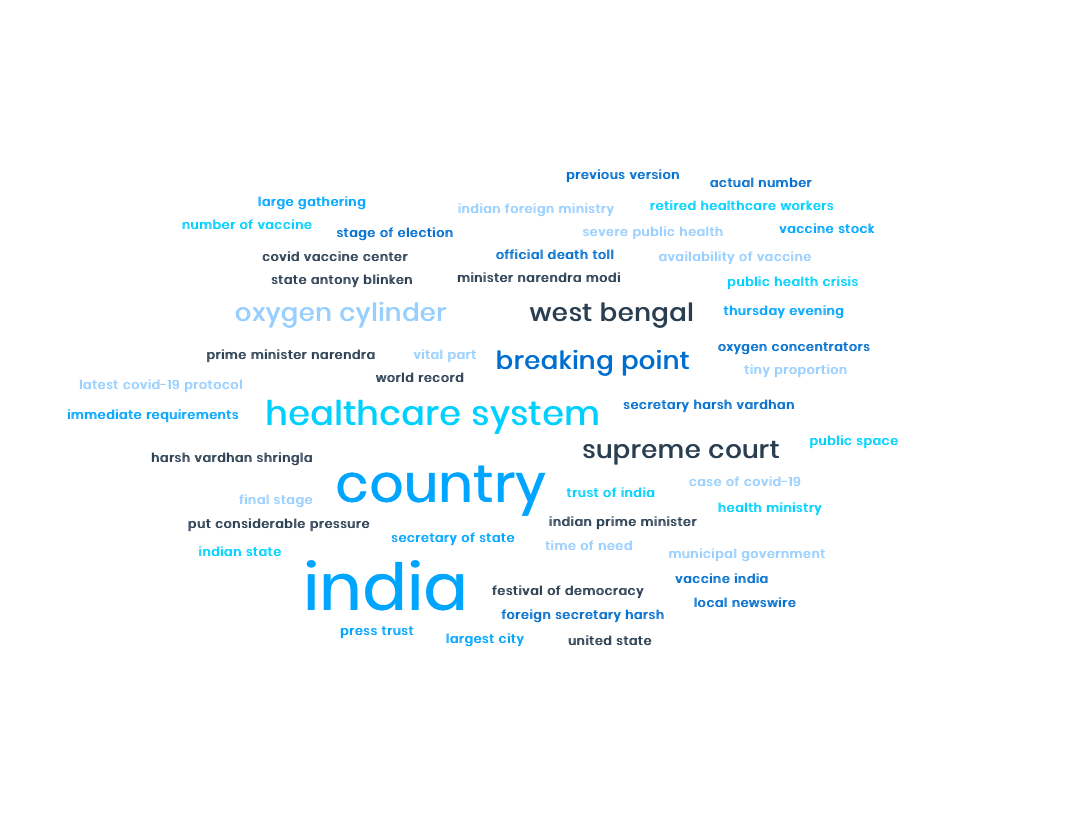 previous version
actual number
large gathering
indian foreign ministry
retired healthcare workers
number of vaccine
stage of election
severe public health
vaccine stock
covid vaccine center
official death toll
availability of vaccine
state antony blinken
minister narendra modi
public health crisis
oxygen cylinder
west bengal
thursday evening
prime minister narendra
vital part
breaking point
oxygen concentrators
world record
tiny proportion
latest covid-19 protocol
immediate requirements
healthcare system
secretary harsh vardhan
supreme court
public space
harsh vardhan shringla
country
case of covid-19
final stage
trust of india
health ministry
put considerable pressure
indian prime minister
secretary of state
indian state
time of need
municipal government
india
festival of democracy
vaccine india
foreign secretary harsh
local newswire
press trust
largest city
united state